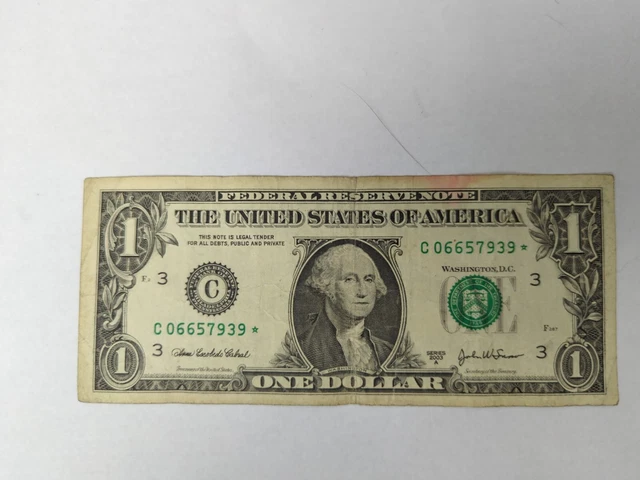 FEDERAL RESERVE NOTE
THE UNITED STATES OF AMERICA
1
1
THIS NOTE IS LEGAL TENDER
FOR ALL DEBTS, PUBLIC AND PRIVATE
C 06657939 *
WASHINGTON, D.C.
3
3
C
ONE
C 06657939 *
3
3
SERIES
2003
A
1
1
ONE DOLLAR